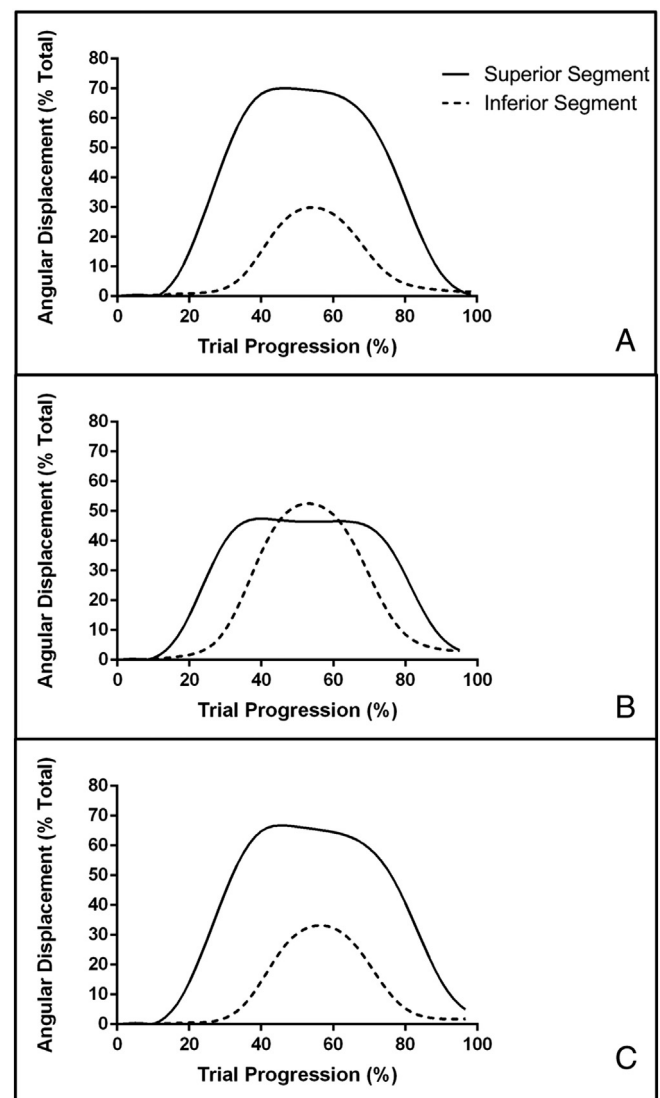 Angular Displacement (% Total)
80
70
60
50
40
30
20
10
0
0 20 40 60 80 100
Trial Progression (%)
Superior Segment
Inferior Segment
A
Angular Displacement (% Total)
80
70
60
50
40
30
20
10
0
0 20 40 60 80 100
Trial Progression (%)
B
Angular Displacement (% Total)
80
70
60
50
40
30
20
10
0
0 20 40 60 80 100
Trial Progression (%)
C